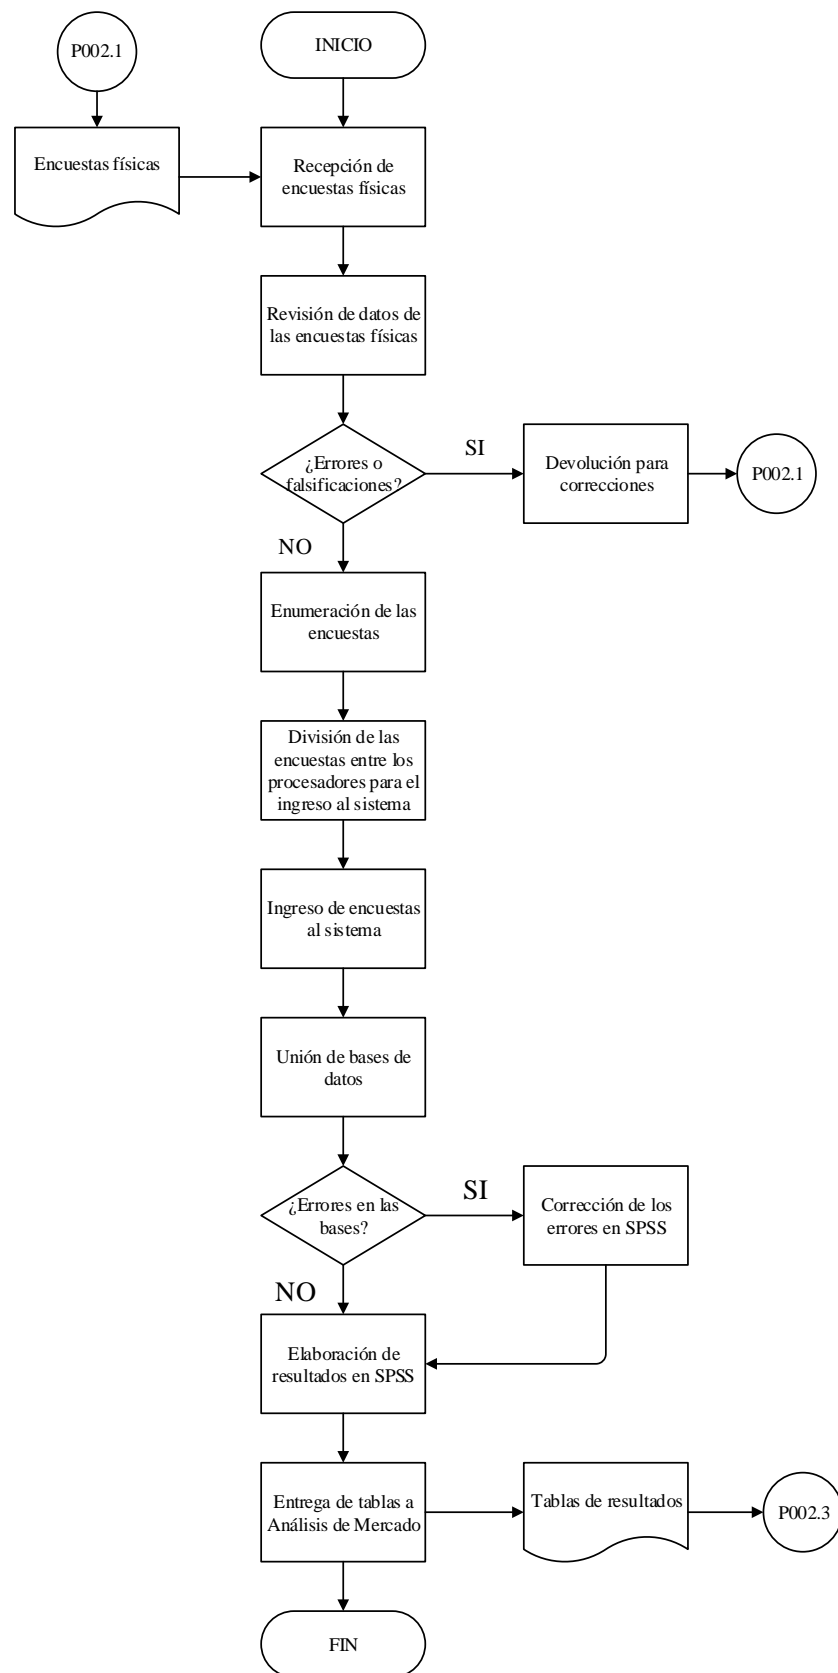 P002.1
INICIO
Encuestas físicas
Recepción de
encuestas físicas
Revisión de datos de
las encuestas físicas
¿Errores o
falsificaciones?
SI
Devolución para
correcciones
P002.1
NO
Enumeración de las
encuestas
División de las
encuestas entre los
procesadores para el
ingreso al sistema
Ingreso de encuestas
al sistema
Unión de bases de
datos
¿Errores en las
bases?
SI
Corrección de los
errores en SPSS
NO
Elaboración de
resultados en SPSS
Entrega de tablas a
Análisis de Mercado
Tablas de resultados
P002.3
FIN